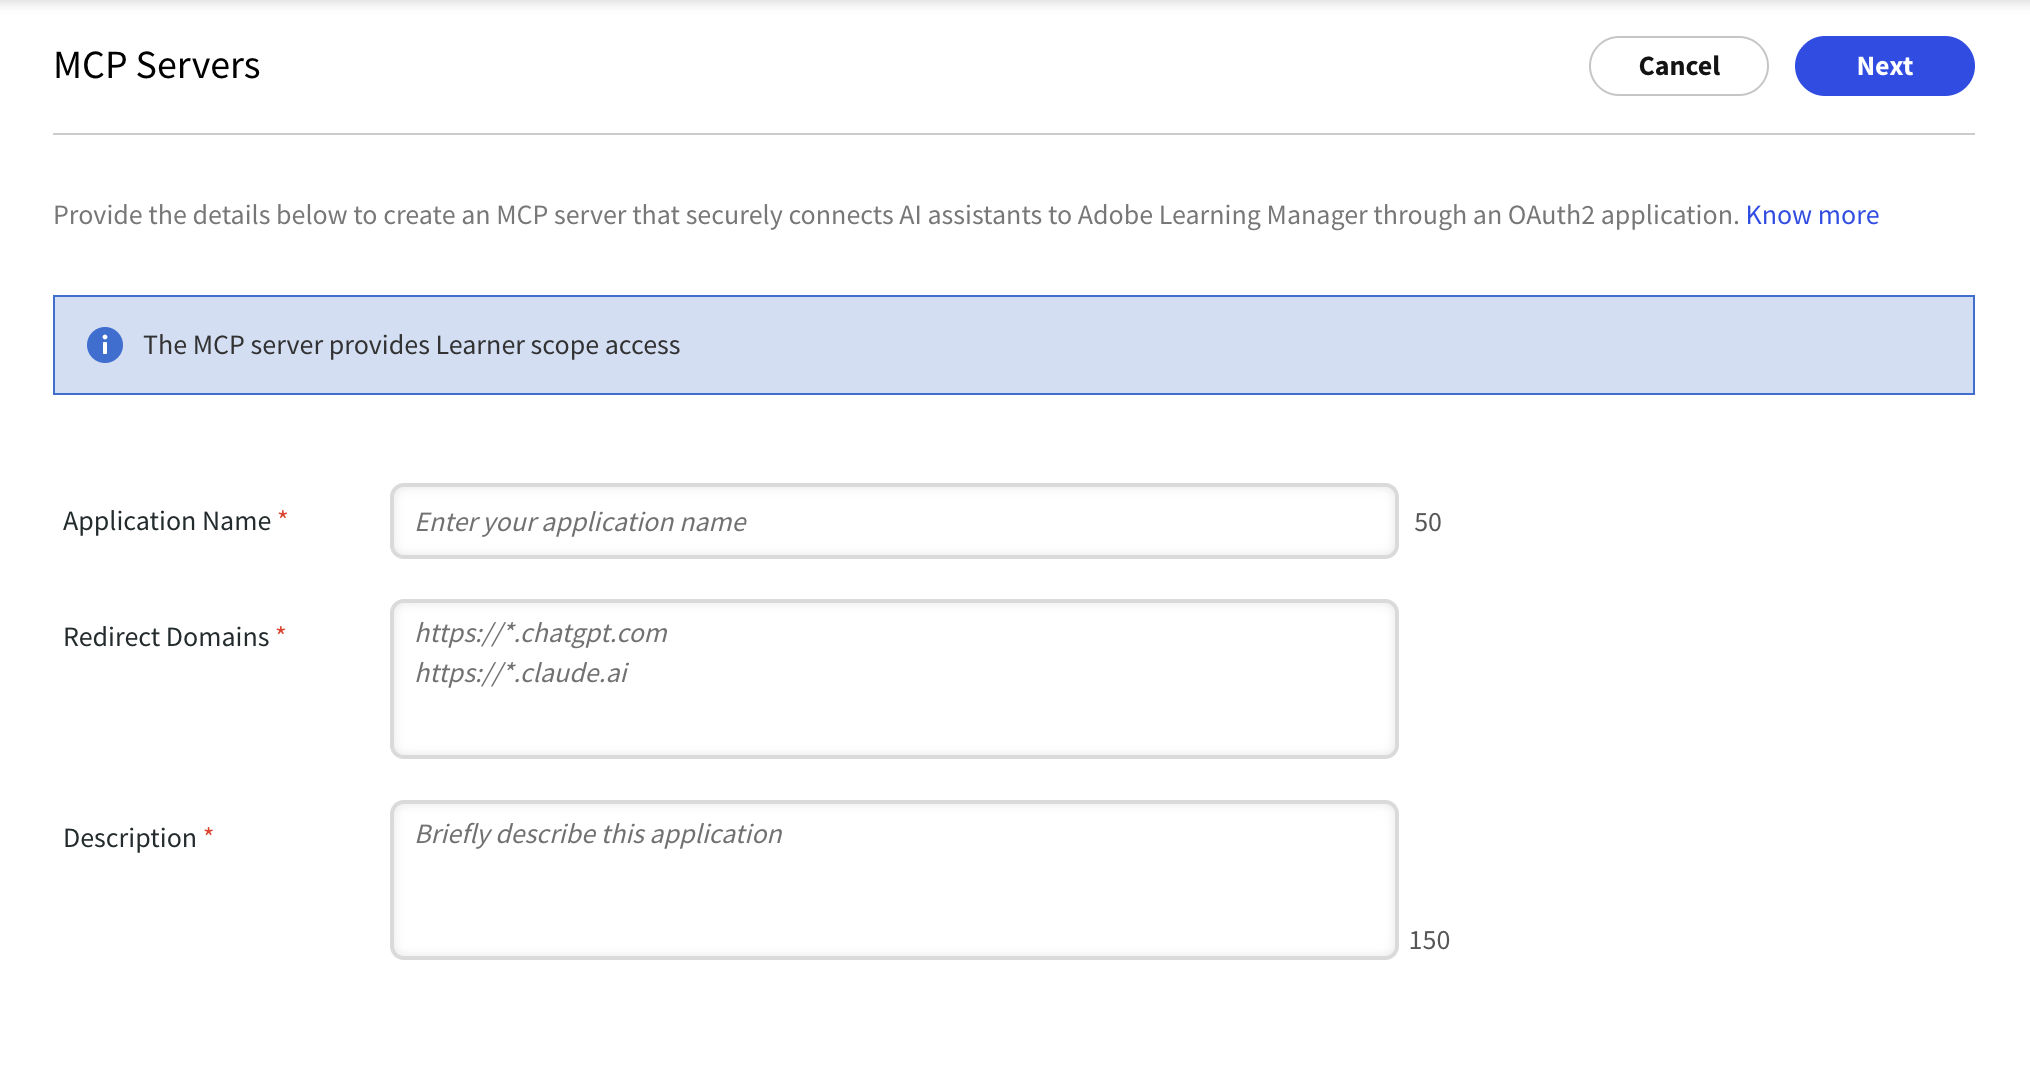 MCP Servers
Cancel
Next
Provide the details below to create an MCP server that securely connects AI assistants to Adobe Learning Manager through an OAuth2 application. Know more
The MCP server provides Learner scope access
Application Name *
Enter your application name
50
Redirect Domains *
https://*.chatgpt.com
https://*.claude.ai
Description *
Briefly describe this application
150